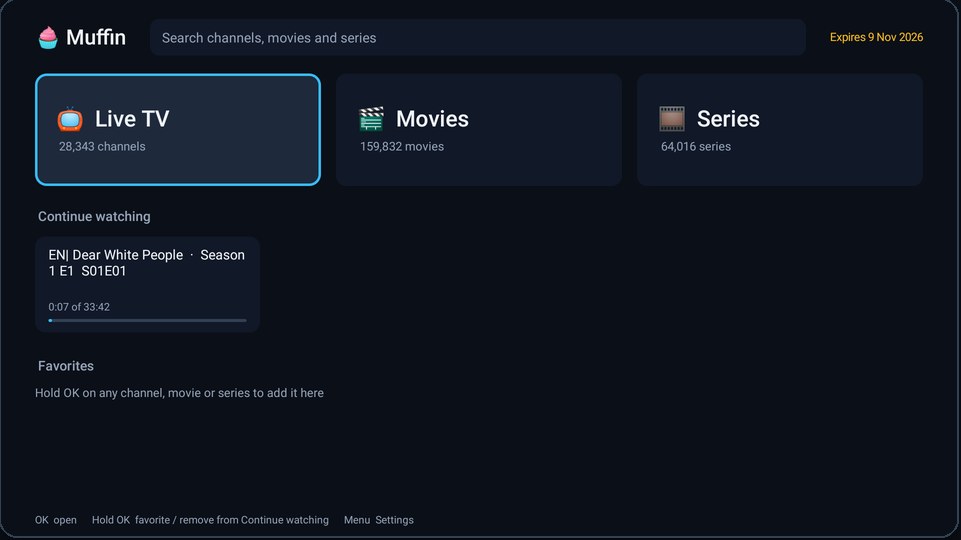 Muffin
Search channels, movies and series
Expires 9 Nov 2026
Live TV
28,343 channels
Movies
159,832 movies
Series
64,016 series
Continue watching
EN| Dear White People · Season
1 E1 S01E01
0:07 of 33:42
Favorites
Hold OK on any channel, movie or series to add it here
OK open Hold OK favorite / remove from Continue watching Menu Settings